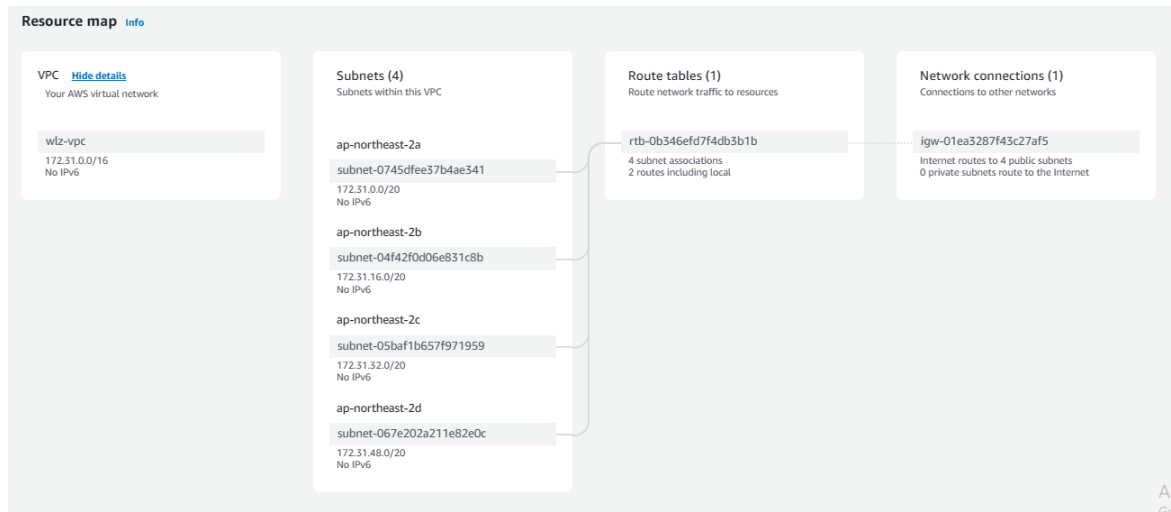 Resource map Info
VPC Hide details
Your AWS virtual network
wlz-vpc
172.31.0.0/16
No IPv6
Subnets (4)
Subnets within this VPC
ap-northeast-2a
subnet-0745dfee37b4ae341
172.31.0.0/20
No IPv6
ap-northeast-2b
subnet-04f42f0d06e831c8b
172.31.16.0/20
No IPv6
ap-northeast-2c
subnet-05baf1b657f971959
172.31.32.0/20
No IPv6
ap-northeast-2d
subnet-067e202a211e82e0c
172.31.48.0/20
No IPv6
Route tables (1)
Route network traffic to resources
rtb-0b346efd7f4db3b1b
4 subnet associations
2 routes including local
Network connections (1)
Connections to other networks
igw-01ea3287f43c27af5
Internet routes to 4 public subnets
0 private subnets route to the Internet
A